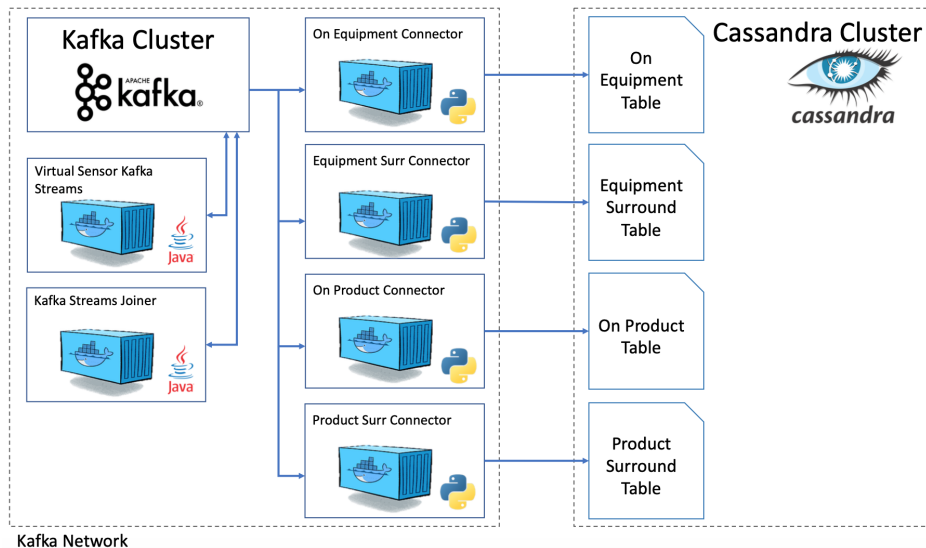 Kafka Cluster
APACHE
kafka®
Virtual Sensor Kafka
Streams
Java
Kafka Streams Joiner
Java
On Equipment Connector
Equipment Surr Connector
On Product Connector
Product Surr Connector
Kafka Network
On
Equipment
Table
Equipment
Surround
Table
On Product
Table
Product
Surround
Table
Cassandra Cluster
cassandra